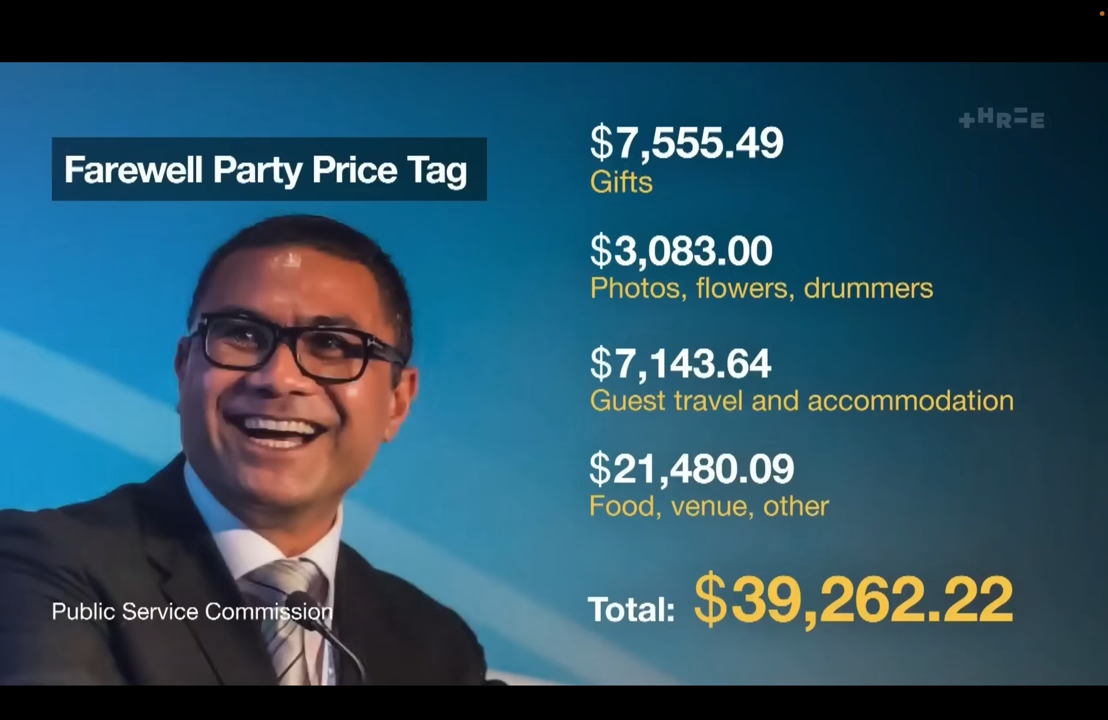 THREE
Farewell Party Price Tag
$7,555.49
Gifts
$3,083.00
Photos, flowers, drummers
$7,143.64
Guest travel and accommodation
$21,480.09
Food, venue, other
Total: $39,262.22
Public Service Commission